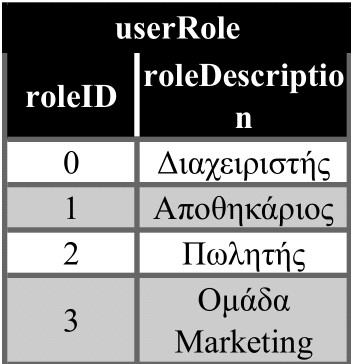 userRole
roleID roleDescriptio
n
0 Διαχειριστής
1 Αποθηκάριος
2 Πωλητής
3 Ομάδα
Marketing